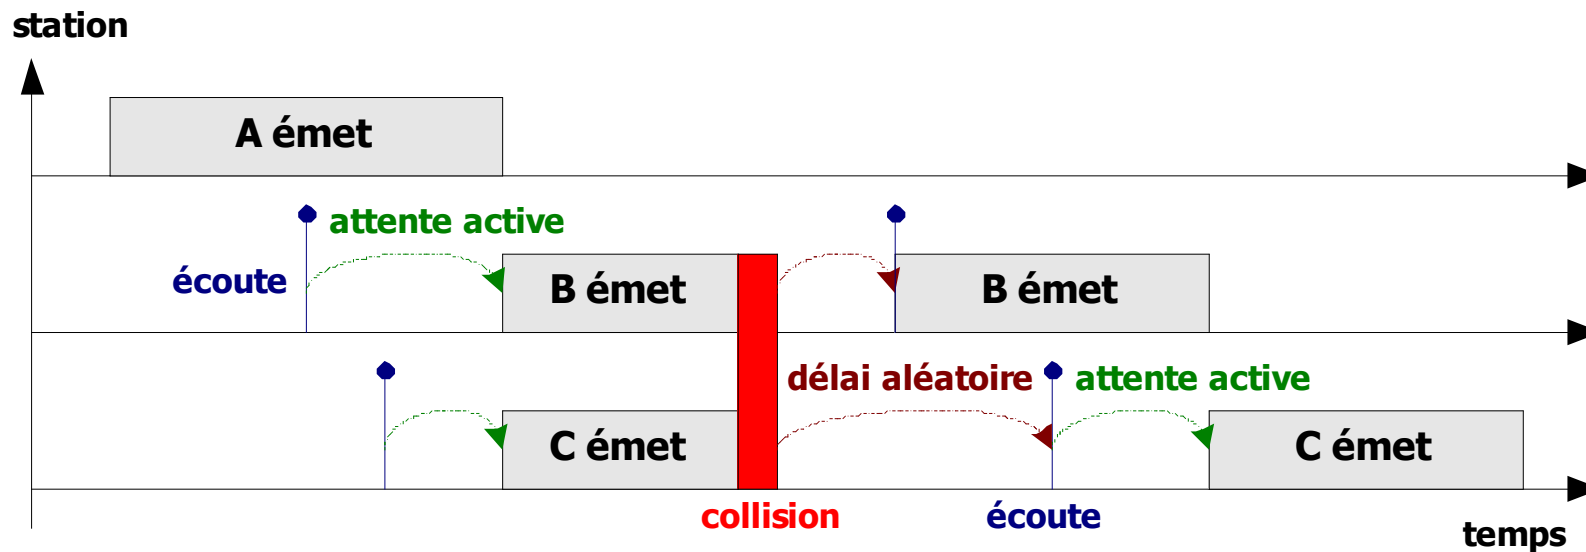 station
A émet
attente active
écoute
B émet
B émet
délai aléatoire
attente active
C émet
C émet
collision
écoute
temps